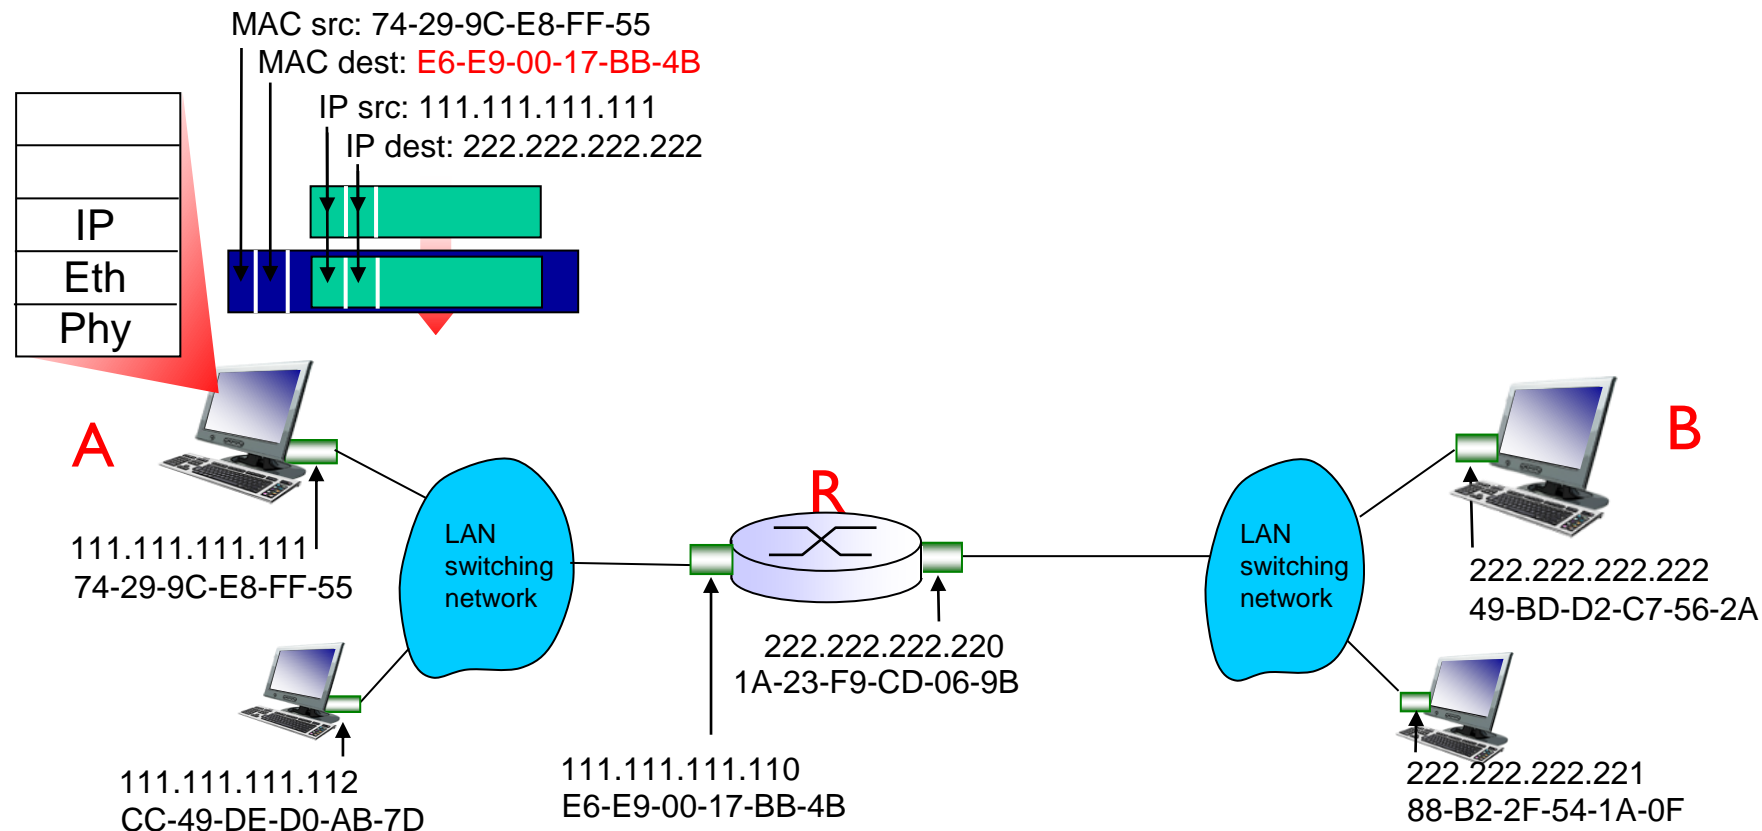 MAC src: 74-29-9C-E8-FF-55
MAC dest: E6-E9-00-17-BB-4B
IP src: 111.111.111.111
IP dest: 222.222.222.222
IP
Eth
Phy
A
B
R
LAN
switching
network
LAN
switching
network
111.111.111.111
74-29-9C-E8-FF-55
222.222.222.222
49-BD-D2-C7-56-2A
222.222.222.220
1A-23-F9-CD-06-9B
111.111.111.112
CC-49-DE-D0-AB-7D
111.111.111.110
E6-E9-00-17-BB-4B
222.222.222.221
88-B2-2F-54-1A-0F